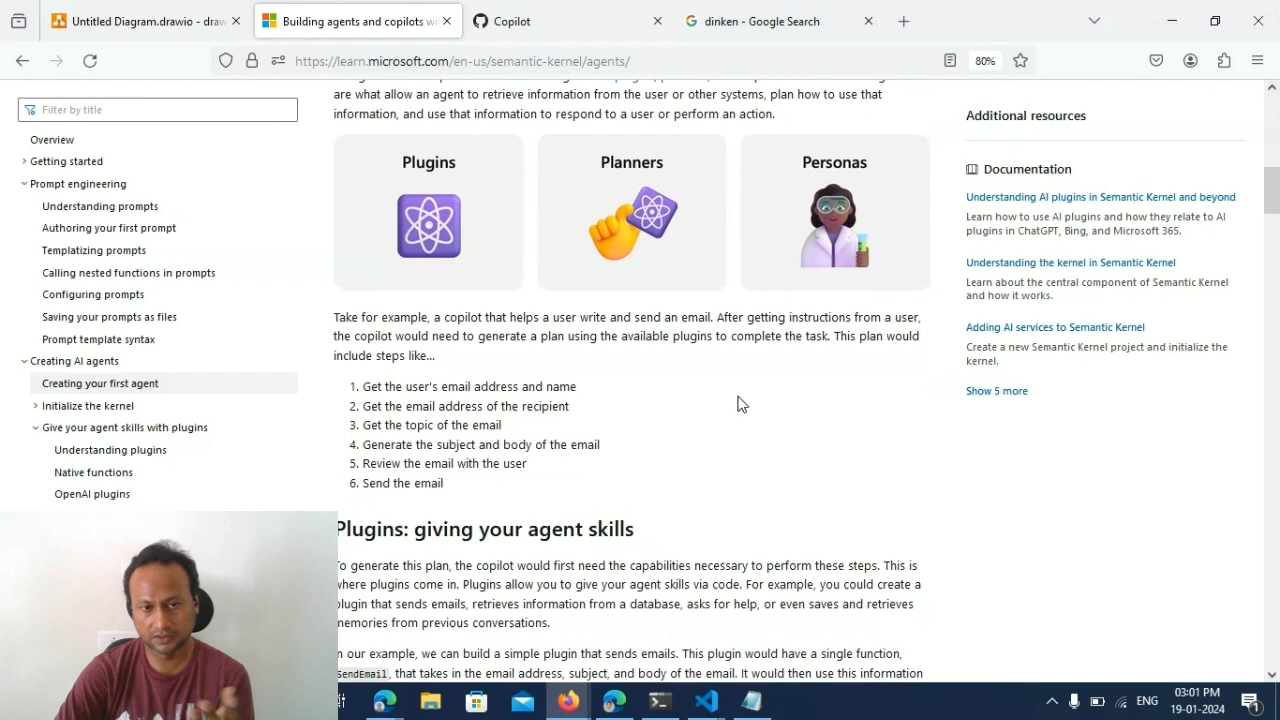 Untitled Diagram.drawio - draw
Building agents and copilots wi
Copilot
dinken - Google Search
https://learn.microsoft.com/en-us/semantic-kernel/agents/
80%
Filter by title
Overview
Getting started
Prompt engineering
Understanding prompts
Authoring your first prompt
Templatizing prompts
Calling nested functions in prompts
Configuring prompts
Saving your prompts as files
Prompt template syntax
Creating AI agents
Creating your first agent
Initialize the kernel
Give your agent skills with plugins
Understanding plugins
Native functions
OpenAI plugins
are what allow an agent to retrieve information from the user or other systems, plan how to use that
information, and use that information to respond to a user or perform an action.
Plugins
Planners
Personas
Take for example, a copilot that helps a user write and send an email. After getting instructions from a user,
the copilot would need to generate a plan using the available plugins to complete the task. This plan would
include steps like...
1. Get the user's email address and name
2. Get the email address of the recipient
3. Get the topic of the email
4. Generate the subject and body of the email
5. Review the email with the user
6. Send the email
Plugins: giving your agent skills
To generate this plan, the copilot would first need the capabilities necessary to perform these steps. This is
where plugins come in. Plugins allow you to give your agent skills via code. For example, you could create a
plugin that sends emails, retrieves information from a database, asks for help, or even saves and retrieves
memories from previous conversations.
In our example, we can build a simple plugin that sends emails. This plugin would have a single function,
SendEmail, that takes in the email address, subject, and body of the email. It would then use this information
Additional resources
Documentation
Understanding AI plugins in Semantic Kernel and beyond
Learn how to use AI plugins and how they relate to AI
plugins in ChatGPT, Bing, and Microsoft 365.
Understanding the kernel in Semantic Kernel
Learn about the central component of Semantic Kernel
and how it works.
Adding AI services to Semantic Kernel
Create a new Semantic Kernel project and initialize the
kernel.
Show 5 more
ENG
03:01 PM
19-01-2024
1